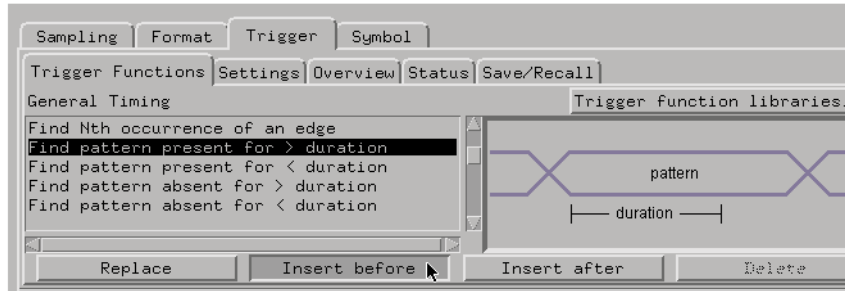 Sampling Format Trigger Symbol
Trigger Functions Settings Overview Status Save/Recall
General Timing Trigger function libraries.
Find Nth occurrence of an edge
Find pattern present for > duration
Find pattern present for < duration
Find pattern absent for > duration
Find pattern absent for < duration
pattern
duration
Replace Insert before Insert after Delete